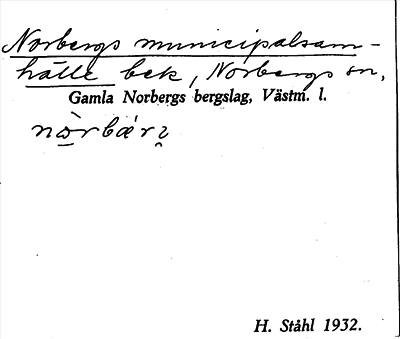 Norbergs municipalsam-
hälle bek, Norbergs sn,
Gamla Norbergs bergslag, Västm. l.
H. Ståhl 1932.